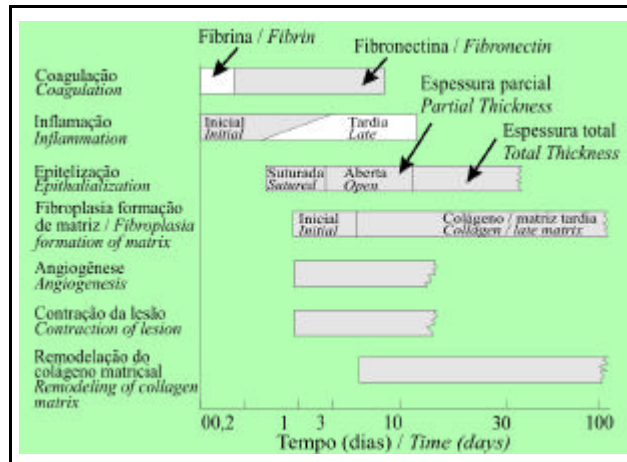 Fibrina / Fibrin
Fibronectina / Fibronectin
Coagulação
Coagulation
Espessura parcial
Partial Thickness
Inflamação
Inflammation
Inicial
Initial
Tardia
Late
Espessura total
Total Thickness
Epitelização
Epithalialization
Suturada
Sutured
Aberta
Open
Fibroplasia formação
de matriz / Fibroplasia
formation of matrix
Inicial
Initial
Colágeno / matriz tardia
Collagen / late matrix
Angiogênese
Angiogenesis
Contração da lesão
Contraction of lesion
Remodelação do
colágeno matricial
Remodeling of collagen
matrix
00,2 1 3 10 30 100
Tempo (dias) / Time (days)